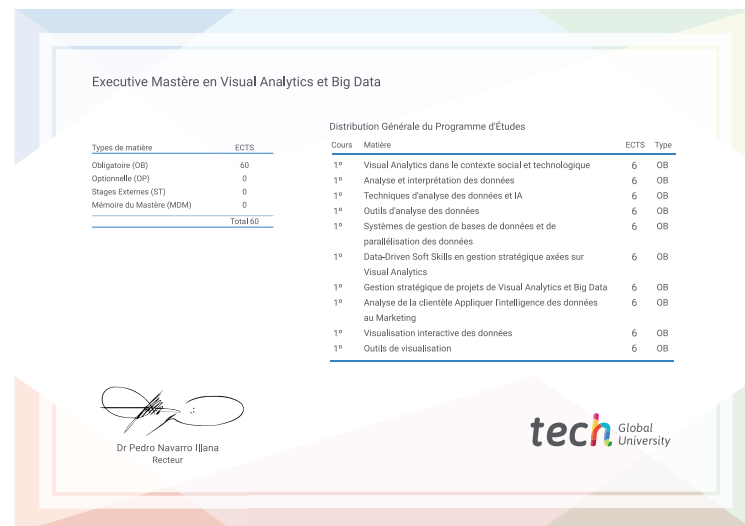 Executive Mastère en Visual Analytics et Big Data
Types de matière ECTS
Obligatoire (OB) 60
Optionnelle (OP) 0
Stages Externes (ST) 0
Mémoire du Mastère (MDM) 0
Total 60
Distribution Générale du Programme d'Études
Cours Matière ECTS Type
1º Visual Analytics dans le contexte social et technologique 6 OB
1º Analyse et interprétation des données 6 OB
1º Techniques d'analyse des données et IA 6 OB
1º Outils d'analyse des données 6 OB
1º Systèmes de gestion de bases de données et de 6 OB
parallélisation des données
1º Data-Driven Soft Skills en gestion stratégique axées sur 6 OB
Visual Analytics
1º Gestion stratégique de projets de Visual Analytics et Big Data 6 OB
1º Analyse de la clientèle Appliquer l'intelligence des données 6 OB
au Marketing
1º Visualisation interactive des données 6 OB
1º Outils de visualisation 6 OB
Dr Pedro Navarro Illana
Recteur
tech Global
University